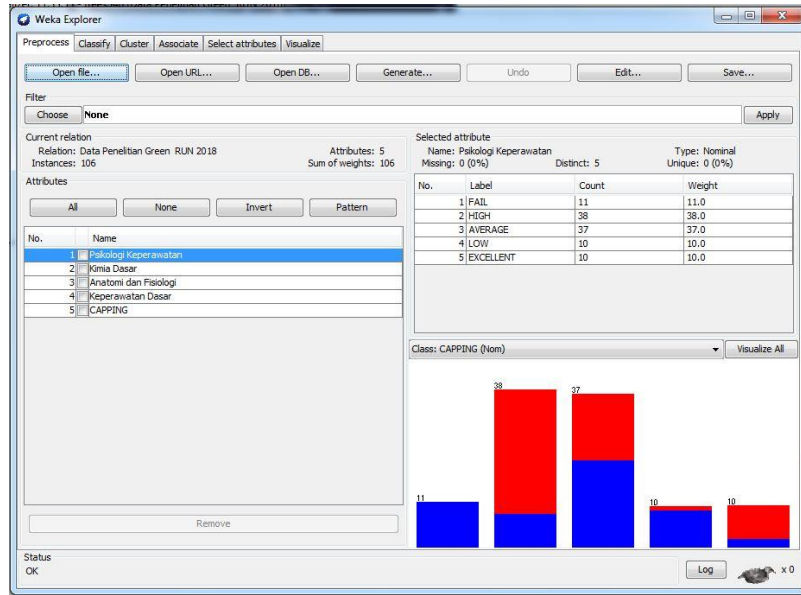 Weka Explorer
Preprocess Classify Cluster Associate Select attributes Visualize
Open file... Open URL... Open DB... Generate... Undo Edit... Save...
Filter
Choose None Apply
Current relation
Relation: Data Penelitian Green RUN 2018 Attributes: 5
Instances: 106 Sum of weights: 106
Attributes
All None Invert Pattern
No. Name
1 Psikologi Keperawatan
2 Kimia Dasar
3 Anatomi dan Fisiologi
4 Keperawatan Dasar
5 CAPPING
Remove
Selected attribute
Name: Psikologi Keperawatan Type: Nominal
Missing: 0 (0%) Distinct: 5 Unique: 0 (0%)
No. Label Count Weight
1 FAIL 11 11.0
2 HIGH 38 38.0
3 AVERAGE 37 37.0
4 LOW 10 10.0
5 EXCELLENT 10 10.0
Class: CAPPING (Nom) Visualize All
11 38 37 10 10
Status
OK
Log x 0